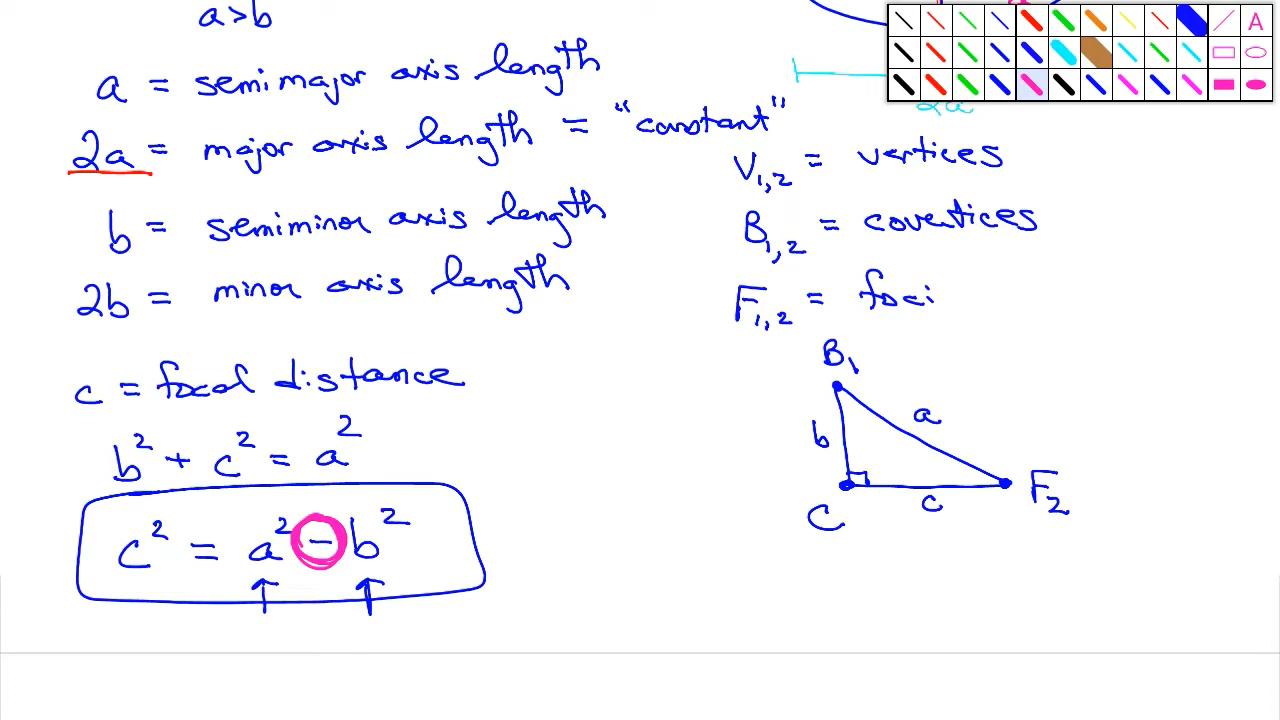 a > b
a = semimajor axis length
2a = major axis length = "constant"
b = semiminor axis length
2b = minor axis length
c = focal distance
b² + c² = a²
c² = a² - b²
A
2a
V₁,₂ = vertices
B₁,₂ = covertices
F₁,₂ = foci
B₁
a
b
C
c
F₂